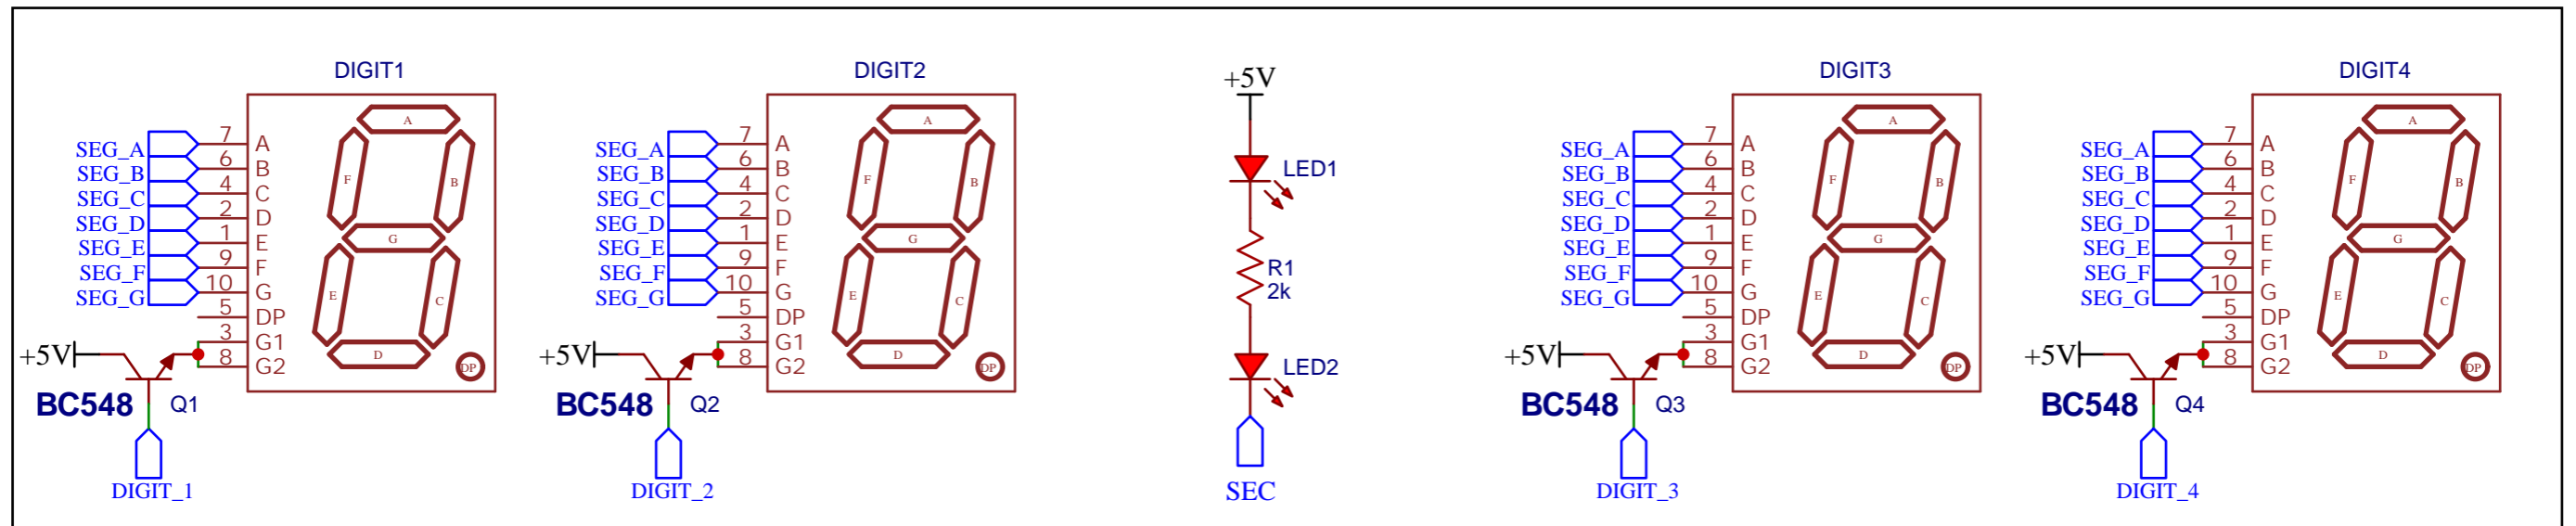 DIGIT1
SEG_A 7 A
SEG_B 6 B
SEG_C 4 C
SEG_D 2 D
SEG_E 1 E
SEG_F 9 F
SEG_G 10 G
5 DP
3 G1
8 G2
+5V
BC548 Q1
DIGIT_1
A
F
B
G
E
C
D
DP
DIGIT2
SEG_A 7 A
SEG_B 6 B
SEG_C 4 C
SEG_D 2 D
SEG_E 1 E
SEG_F 9 F
SEG_G 10 G
5 DP
3 G1
8 G2
+5V
BC548 Q2
DIGIT_2
A
F
B
G
E
C
D
DP
+5V
LED1
R1
2k
LED2
SEC
DIGIT3
SEG_A 7 A
SEG_B 6 B
SEG_C 4 C
SEG_D 2 D
SEG_E 1 E
SEG_F 9 F
SEG_G 10 G
5 DP
3 G1
8 G2
+5V
BC548 Q3
DIGIT_3
A
F
B
G
E
C
D
DP
DIGIT4
SEG_A 7 A
SEG_B 6 B
SEG_C 4 C
SEG_D 2 D
SEG_E 1 E
SEG_F 9 F
SEG_G 10 G
5 DP
3 G1
8 G2
+5V
BC548 Q4
DIGIT_4
A
F
B
G
E
C
D
DP